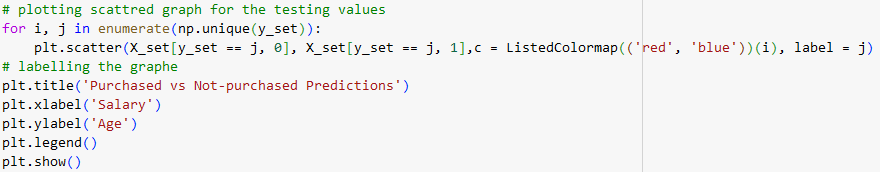 # plotting scattred graph for the testing values
for i, j in enumerate(np.unique(y_set)):
    plt.scatter(X_set[y_set == j, 0], X_set[y_set == j, 1],c = ListedColormap(('red', 'blue'))(i), label = j)
# labelling the graphe
plt.title('Purchased vs Not-purchased Predictions')
plt.xlabel('Salary')
plt.ylabel('Age')
plt.legend()
plt.show()